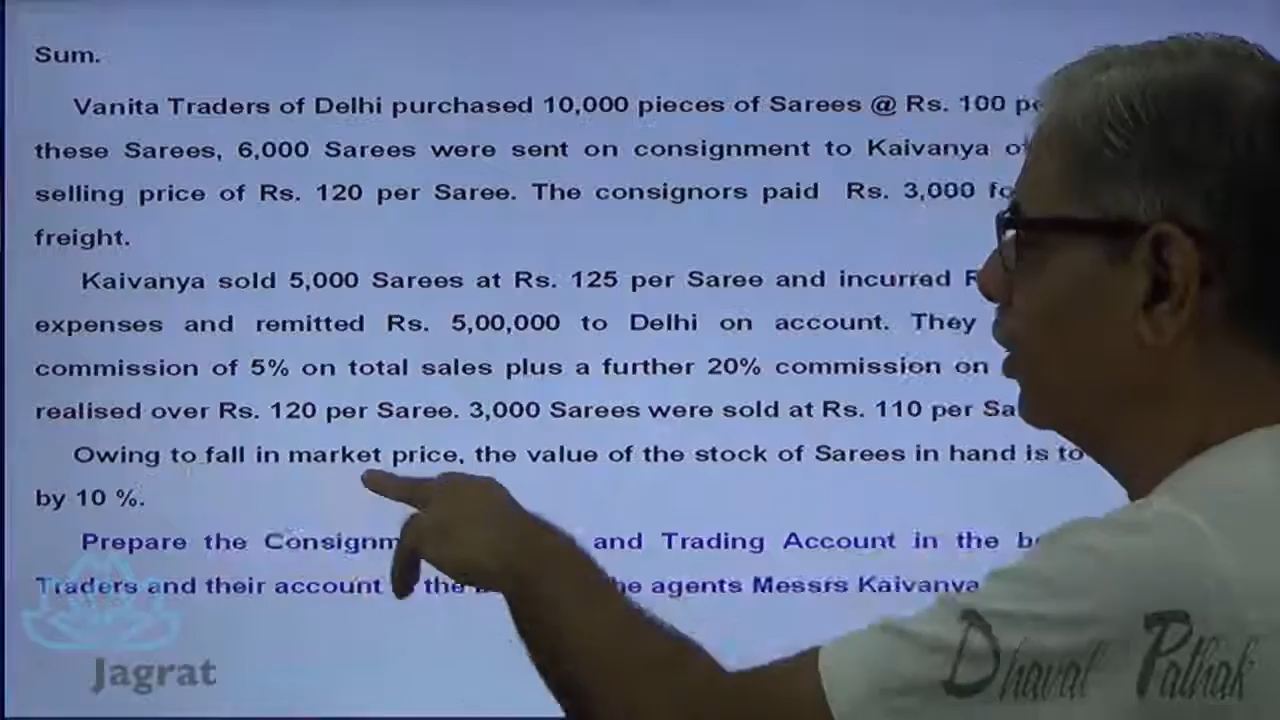 Sum.
Vanita Traders of Delhi purchased 10,000 pieces of Sarees @ Rs. 100
these Sarees, 6,000 Sarees were sent on consignment to Kaivanya
selling price of Rs. 120 per Saree. The consignors paid Rs. 3,000
freight.
Kaivanya sold 5,000 Sarees at Rs. 125 per Saree and incurred
expenses and remitted Rs. 5,00,000 to Delhi on account. They
commission of 5% on total sales plus a further 20% commission on
realised over Rs. 120 per Saree. 3,000 Sarees were sold at Rs. 110 per
Owing to fall in market price, the value of the stock of Sarees in hand is to
by 10 %.
Prepare the and Trading Account in the
Traders and their account the agents Messrs Kaivanya
Jagrat
Dhaval Pathak